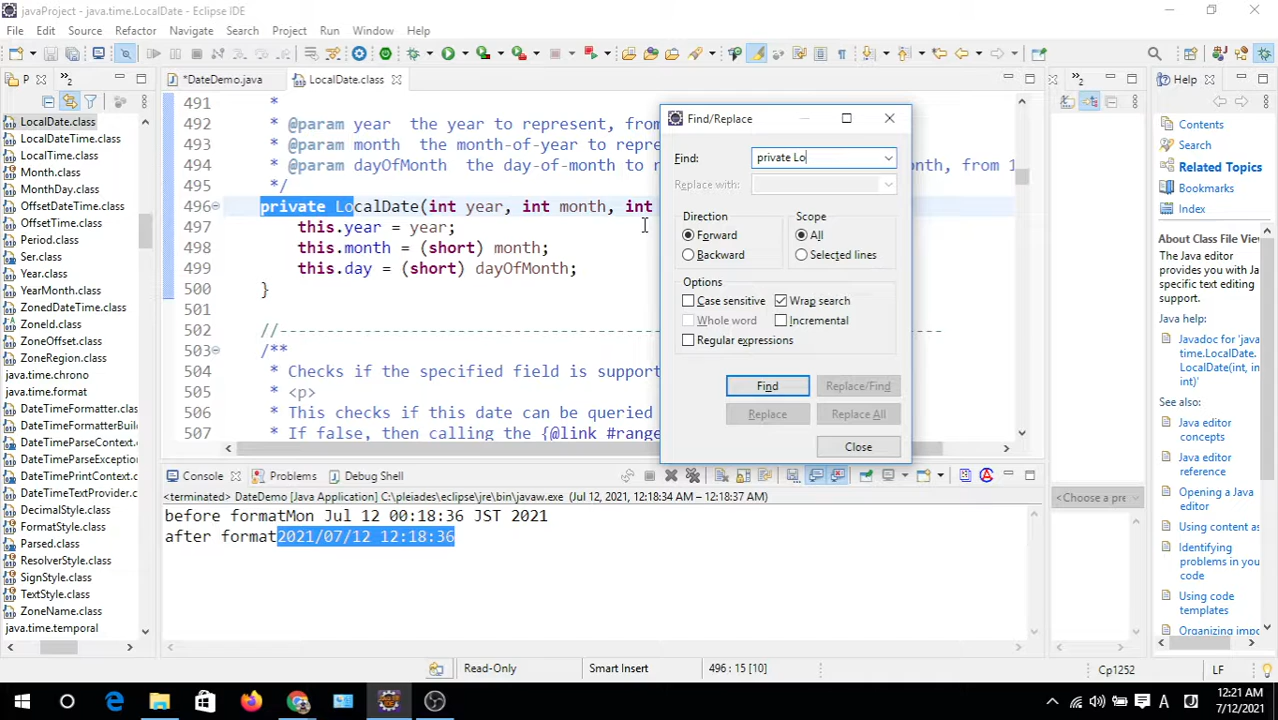 javaProject - java.time.LocalDate - Eclipse IDE
File Edit Source Refactor Navigate Search Project Run Window Help
P
»2
*DateDemo.java
LocalDate.class
»2
Help
LocalDate.class
LocalDateTime.class
LocalTime.class
Month.class
MonthDay.class
OffsetDateTime.class
OffsetTime.class
Period.class
Ser.class
Year.class
YearMonth.class
ZonedDateTime.class
ZoneId.class
ZoneOffset.class
ZoneRegion.class
java.time.chrono
java.time.format
DateTimeFormatter.class
DateTimeFormatterBuil
DateTimeParseContext.
DateTimeParseException
DateTimePrintContext.c
DateTimeTextProvider.c
DecimalStyle.class
FormatStyle.class
Parsed.class
ResolverStyle.class
SignStyle.class
TextStyle.class
ZoneName.class
java.time.temporal
491 *
492 * @param year the year to represent, from
493 * @param month the month-of-year to repre
494 * @param dayOfMonth the day-of-month to r
onth, from 1
495 */
496 private LocalDate(int year, int month, int
497 this.year = year;
498 this.month = (short) month;
499 this.day = (short) dayOfMonth;
500 }
501
502 //----------------------------------------
503 /**
504 * Checks if the specified field is support
505 * <p>
506 * This checks if this date can be queried
507 * If false, then calling the {@link #range
Find/Replace
Find: private Lo
Replace with:
Direction
Forward
Backward
Scope
All
Selected lines
Options
Case sensitive
Wrap search
Whole word
Incremental
Regular expressions
Find
Replace/Find
Replace
Replace All
Close
Contents
Search
Related Topics
Bookmarks
Index
About Class File View
The Java editor
provides you with Ja
specific text editing
support.
Java help:
Javadoc for 'java
time.LocalDate.
LocalDate(int, int
int)'
See also:
Java editor
concepts
Java editor
reference
Opening a Java
editor
Using content as
Identifying
problems in you
code
Using code
templates
Organizing impo
Console
Problems
Debug Shell
<terminated> DateDemo [Java Application] C:\pleiades\eclipse\jre\bin\javaw.exe (Jul 12, 2021, 12:18:34 AM – 12:18:37 AM)
before formatMon Jul 12 00:18:36 JST 2021
after format2021/07/12 12:18:36
<Choose a pre
Read-Only
Smart Insert
496 : 15 [10]
Cp1252
LF
A
12:21 AM
7/12/2021